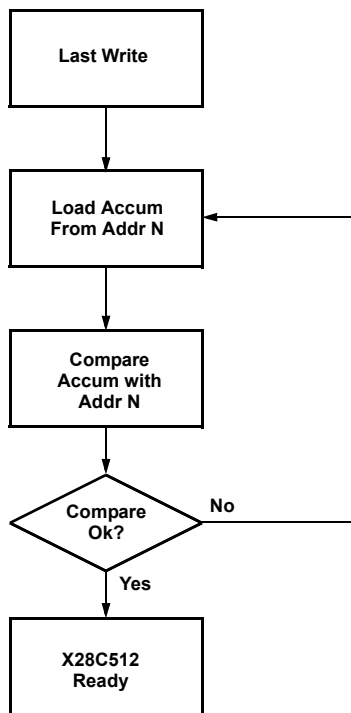 Last Write
Load Accum
From Addr N
Compare
Accum with
Addr N
Compare
Ok?
No
Yes
X28C512
Ready